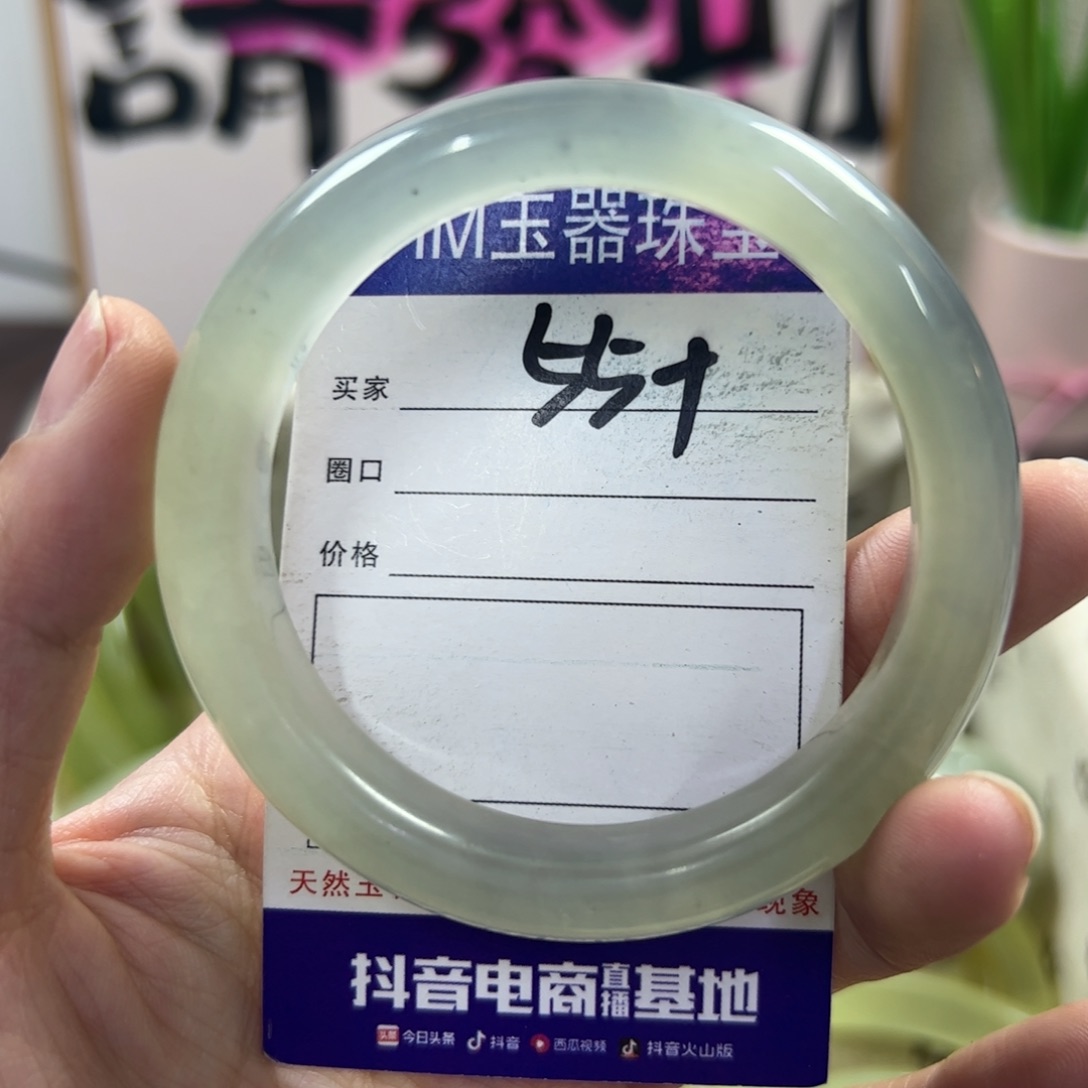 請
M玉器珠宝
买家
圈口
价格
天然玉
现象
抖音电商直播基地
今日头条 抖音 西瓜视频 抖音火山版